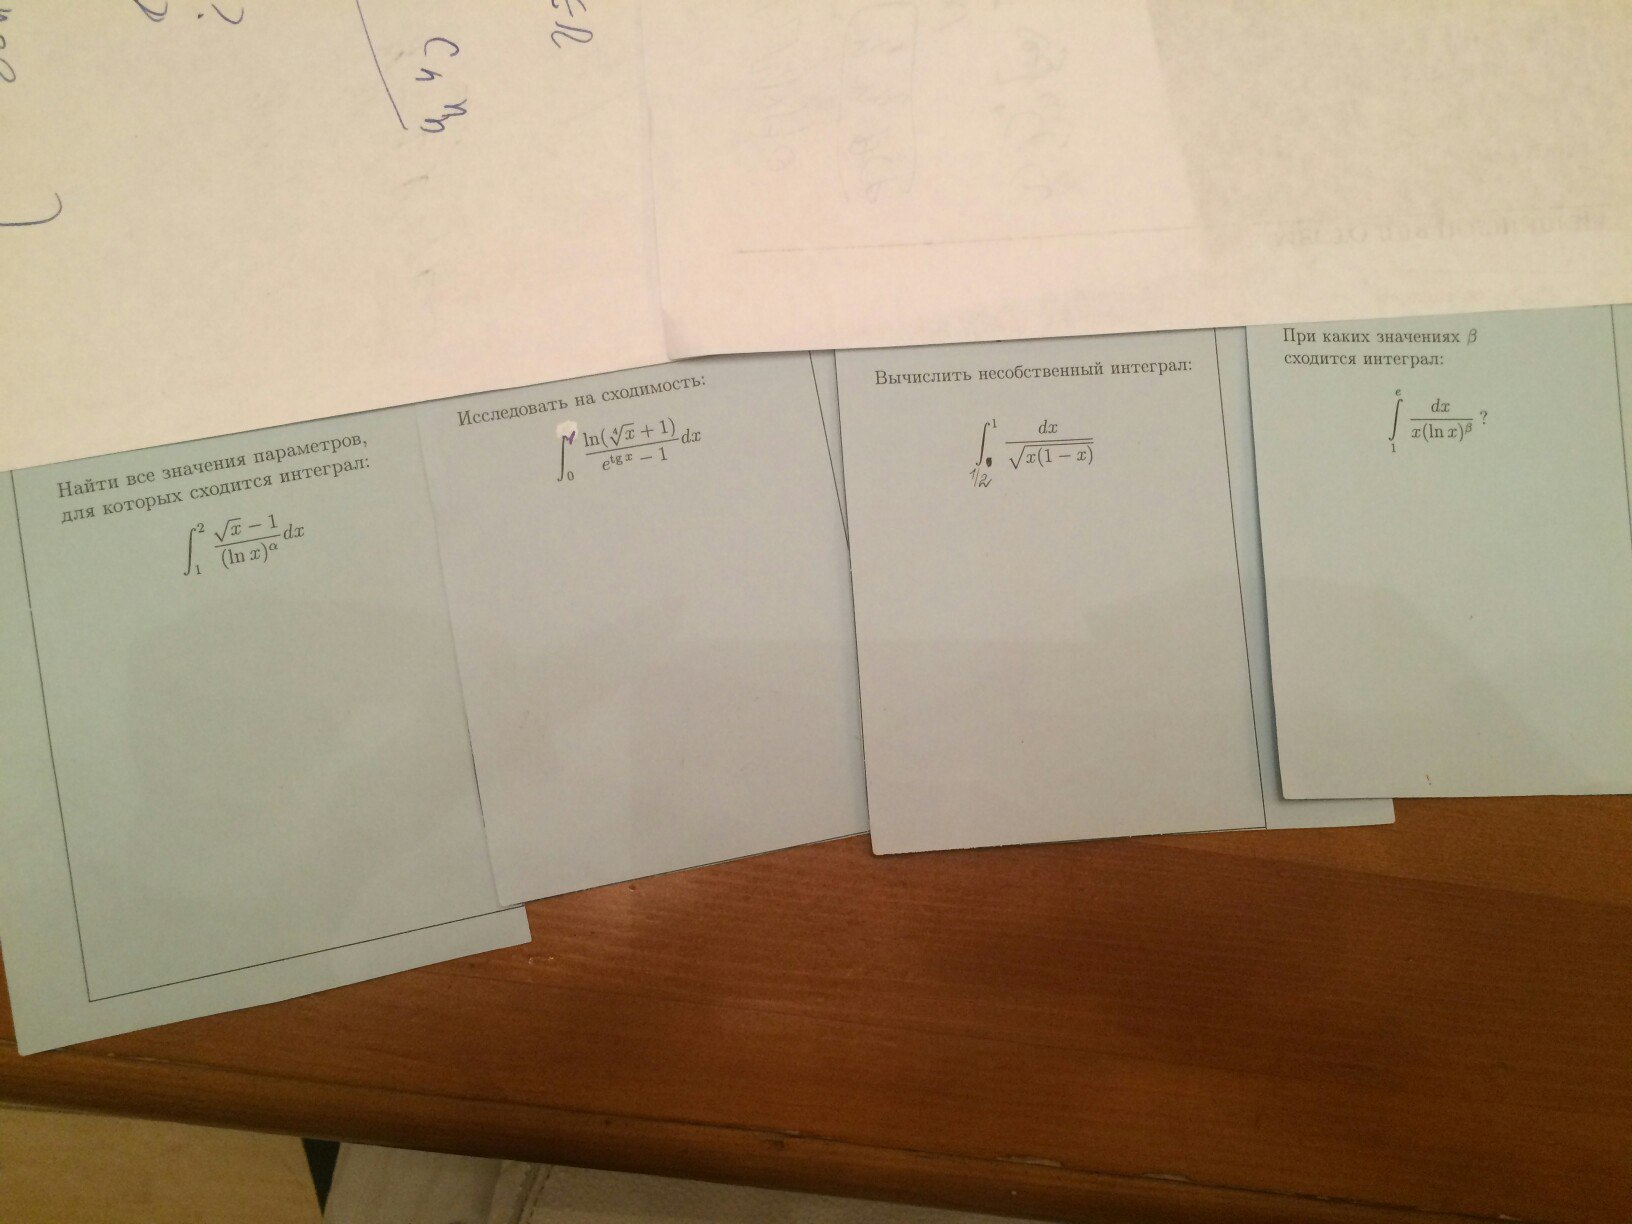 ∈R
Cₙ
Найти все значения параметров,
для которых сходится интеграл:
∫₁² (√x − 1)/(ln x)^α dx
Исследовать на сходимость:
∫₀ ln(∜x + 1)/(e^{tg x} − 1) dx
Вычислить несобственный интеграл:
∫_{1/2}^1 dx/√(x(1 − x))
При каких значениях β
сходится интеграл:
∫₁^e dx/(x(ln x)^β) ?